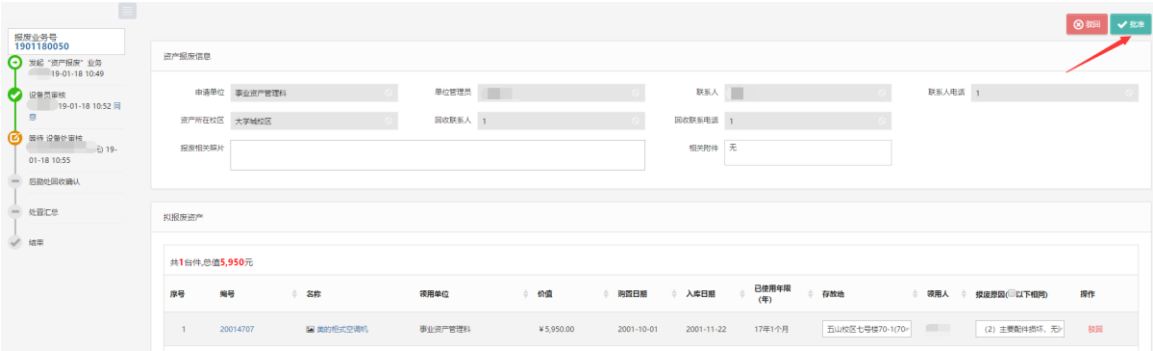 驳回
批准
报废业务号
1901180050
发起“资产报废”业务
19-01-18 10:49
设备员审核
19-01-18 10:52 同
意
等待 设备处审核
19-
01-18 10:55
后勤处回收确认
处置汇总
结束
资产报废信息
申请单位 事业资产管理科 单位管理员 联系人 联系人电话 1
资产所在校区 大学城校区 回收联系人 1 回收联系电话 1
报废相关照片 相关附件 无
拟报废资产
共1台件,总值5,950元
序号 编号 名称 领用单位 价值 购置日期 入库日期 已使用年限(年) 存放地 领用人 报废原因( 以下相同) 操作
1 20014707 美的柜式空调机 事业资产管理科 ¥5,950.00 2001-10-01 2001-11-22 17年1个月 五山校区七号楼70-1(70 (2) 主要配件损坏、无 驳回